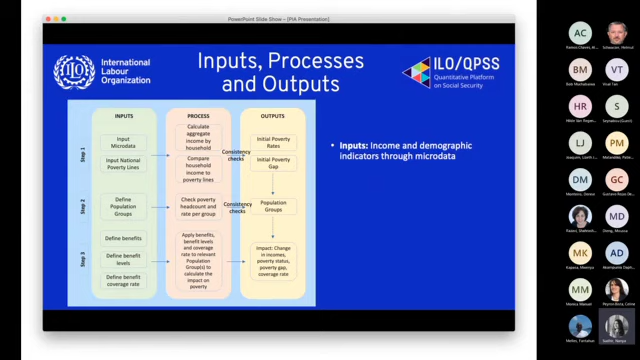 PowerPoint Slide Show - [PIA Presentation]
International
Labour
Organization
Inputs, Processes
and Outputs
ILO/QPSS
Quantitative Platform
on Social Security
INPUTS
PROCESS
OUTPUTS
Step 1
Input
Microdata
Input National
Poverty Lines
Calculate
aggregate
income by
household
Compare
household
income to
poverty lines
Consistency
checks
Initial Poverty
Rates
Initial Poverty
Gap
Step 2
Define
Population
Groups
Check poverty
headcount and
rate per group
Consistency
checks
Population
Groups
Step 3
Define benefits
Define benefit
levels
Define benefit
coverage rate
Apply benefits,
benefit levels and
coverage rate to
relevant
Population
Group(s) to
calculate the
impact on
poverty
Impact: Change
in incomes,
poverty status,
poverty gap,
coverage rate
• Inputs: Income and demographic
indicators through microdata
AC
BM
VT
HR
S
LJ
PM
DM
GC
MD
MK
AD
MM
Monica Manuel